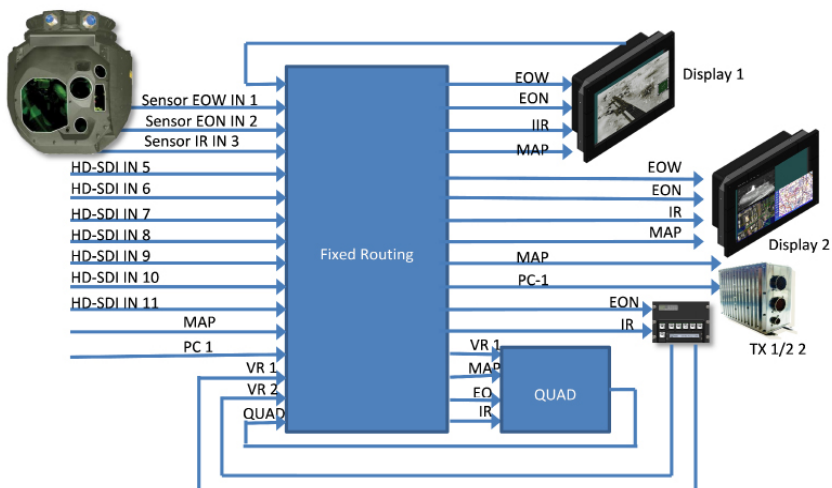 EOW
EON
IIR
MAP
Display 1
Sensor EOW IN 1
Sensor EON IN 2
Sensor IR IN 3
HD-SDI IN 5
HD-SDI IN 6
HD-SDI IN 7
HD-SDI IN 8
HD-SDI IN 9
HD-SDI IN 10
HD-SDI IN 11
MAP
PC 1
VR 1
VR 2
QUAD
Fixed Routing
EOW
EON
IR
MAP
Display 2
MAP
PC-1
TX 1/2 2
EON
IR
VR 1
MAP
EO
IR
QUAD